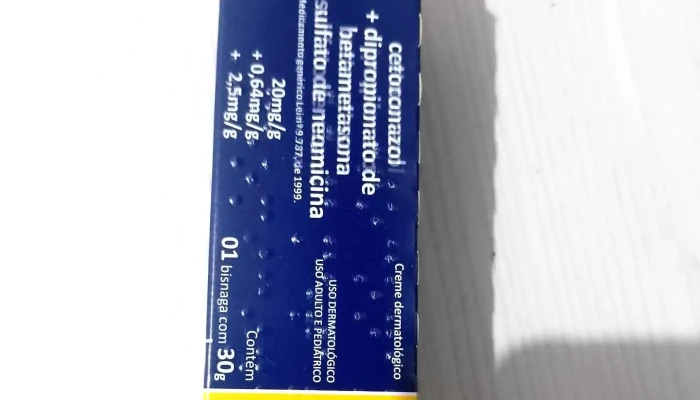 cetoconazol
+ dipropionato de
betametasona
sulfato de neomicina
Medicamento genérico Lei nº 9.787, de 1999.
20mg/g
+ 0,64mg/g
+ 2,5mg/g
Creme dermatológico
USO DERMATOLÓGICO
USO ADULTO E PEDIÁTRICO
Contém
01 bisnaga com 30g